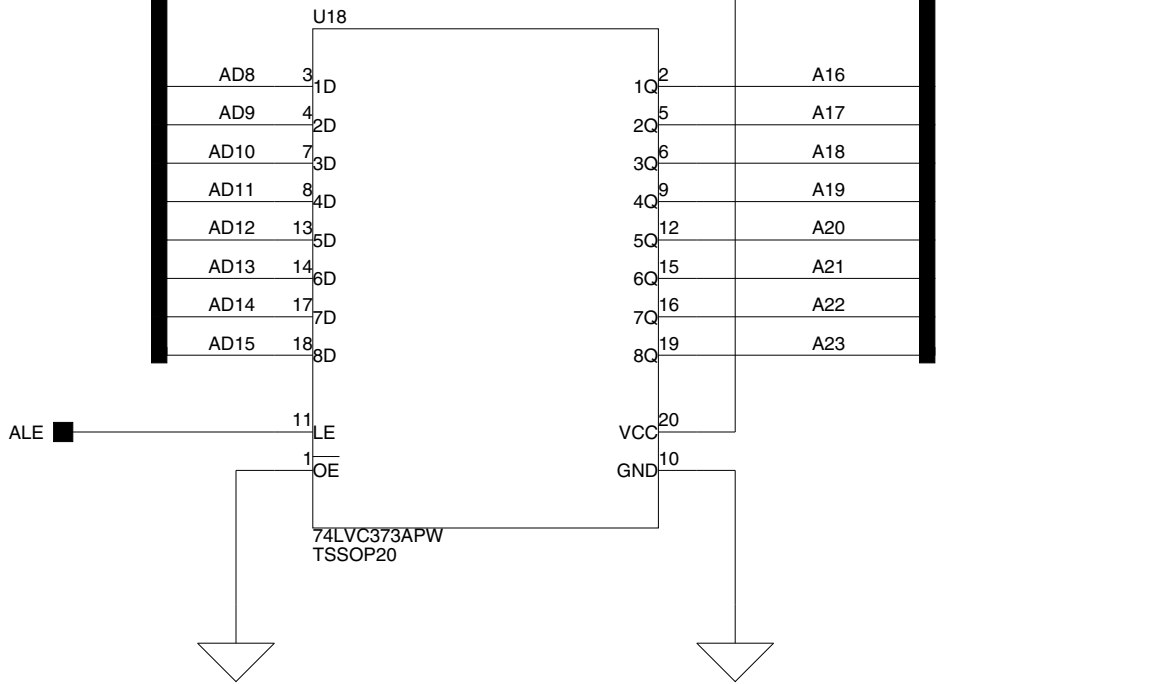 U18
AD8 3 1D 1Q 2 A16
AD9 4 2D 2Q 5 A17
AD10 7 3D 3Q 6 A18
AD11 8 4D 4Q 9 A19
AD12 13 5D 5Q 12 A20
AD13 14 6D 6Q 15 A21
AD14 17 7D 7Q 16 A22
AD15 18 8D 8Q 19 A23
ALE 11 LE VCC 20
1 OE GND 10
74LVC373APW
TSSOP20